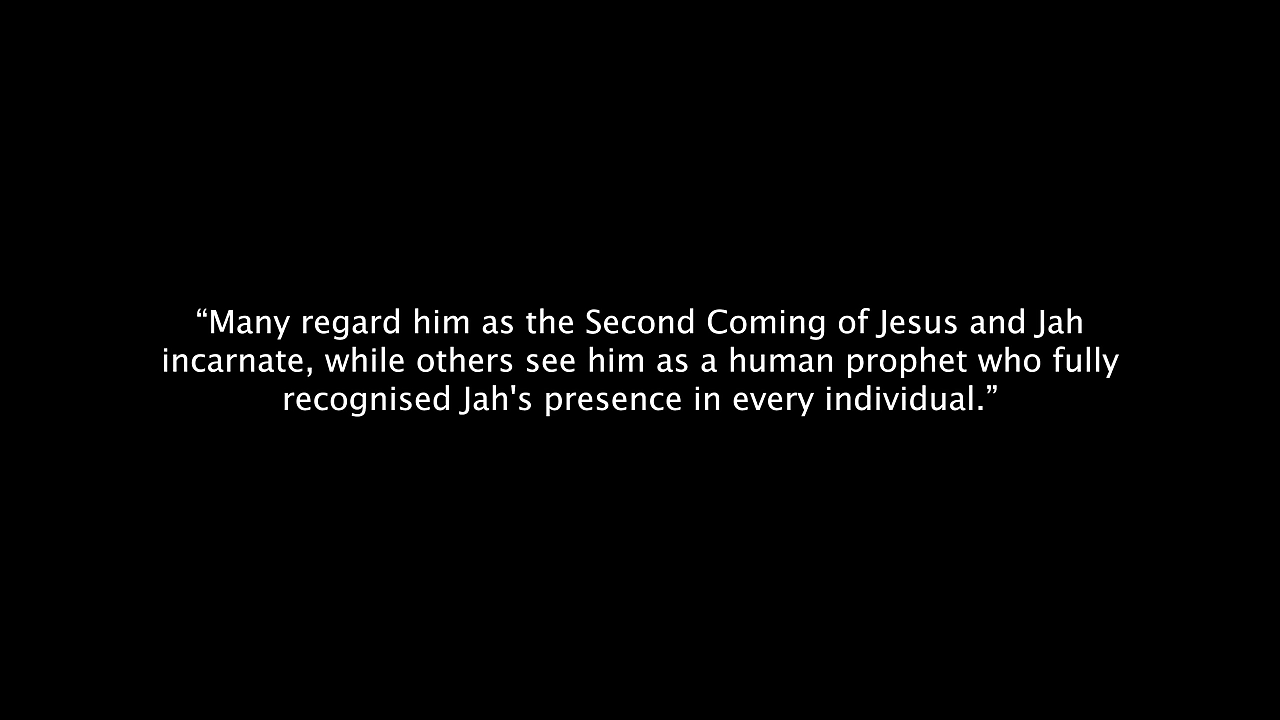 “Many regard him as the Second Coming of Jesus and Jah
incarnate, while others see him as a human prophet who fully
recognised Jah's presence in every individual.”